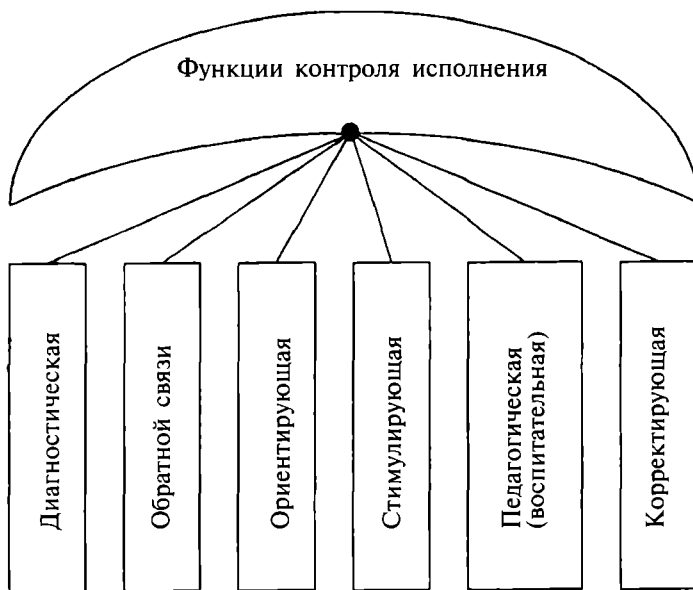 Функции контроля исполнения
Диагностическая
Обратной связи
Ориентирующая
Стимулирующая
Педагогическая
(воспитательная)
Корректирующая